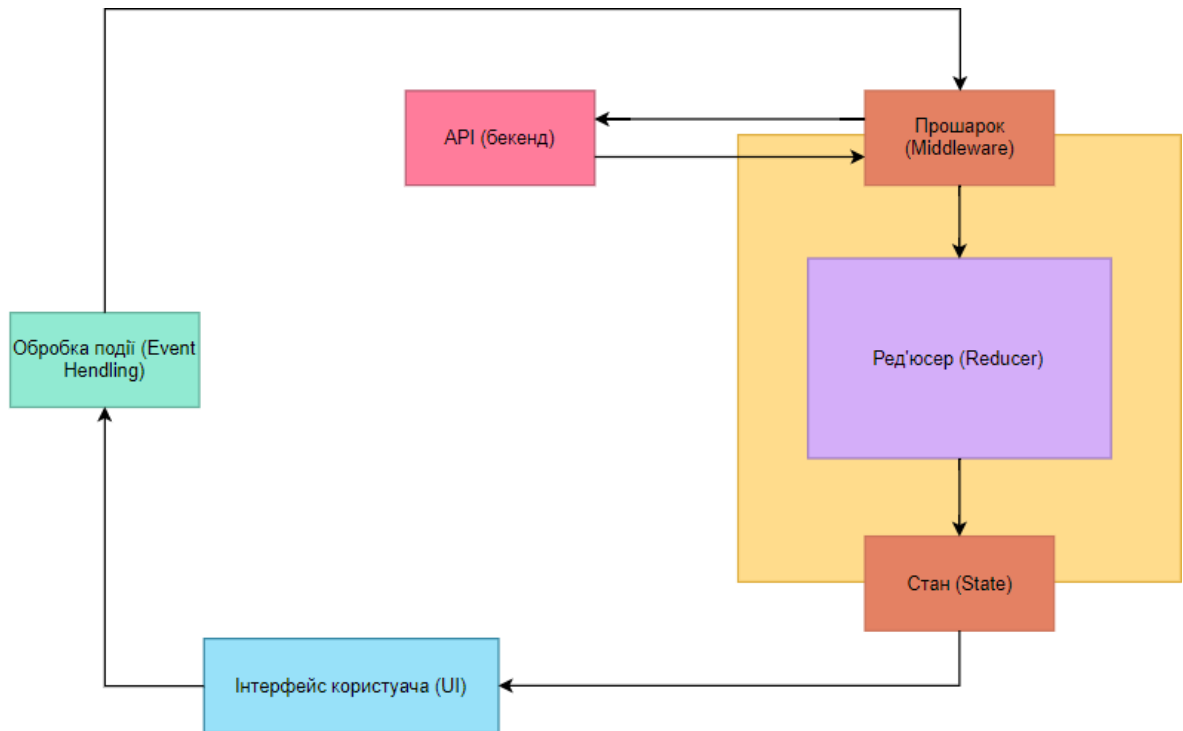 API (бекенд)
Прошарок
(Middleware)
Обробка події (Event
Hendling)
Ред'юсер (Reducer)
Стан (State)
Інтерфейс користуача (UI)